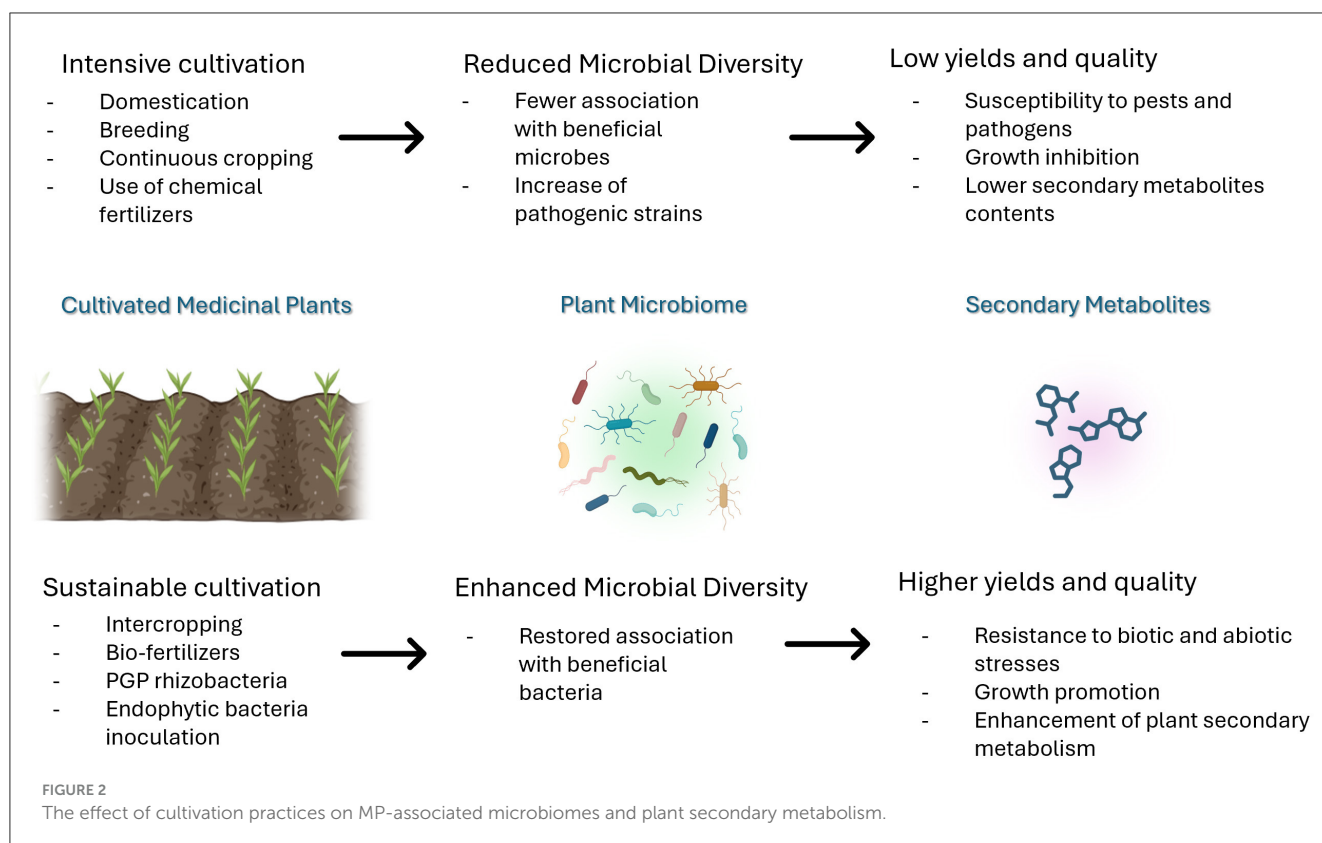 Intensive cultivation
- Domestication
- Breeding
- Continuous cropping
- Use of chemical
fertilizers
Reduced Microbial Diversity
- Fewer association
with beneficial
microbes
- Increase of
pathogenic strains
Low yields and quality
- Susceptibility to pests and
pathogens
- Growth inhibition
- Lower secondary metabolites
contents
Cultivated Medicinal Plants
Plant Microbiome
Secondary Metabolites
Sustainable cultivation
- Intercropping
- Bio-fertilizers
- PGP rhizobacteria
- Endophytic bacteria
inoculation
Enhanced Microbial Diversity
- Restored association
with beneficial
bacteria
Higher yields and quality
- Resistance to biotic and abiotic
stresses
- Growth promotion
- Enhancement of plant secondary
metabolism
FIGURE 2
The effect of cultivation practices on MP-associated microbiomes and plant secondary metabolism.